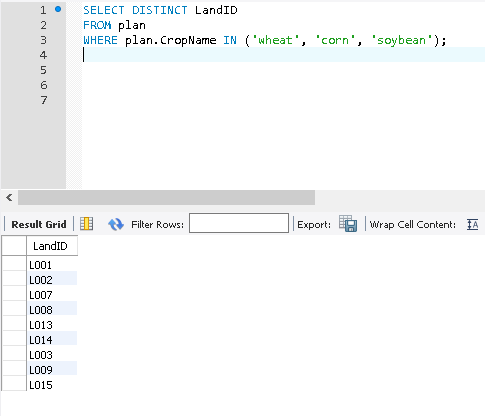 1 SELECT DISTINCT LandID
2 FROM plan
3 WHERE plan.CropName IN ('wheat', 'corn', 'soybean');
4
5
6
7
Result Grid Filter Rows: Export: Wrap Cell Content: IA
LandID
L001
L002
L007
L008
L013
L014
L003
L009
L015